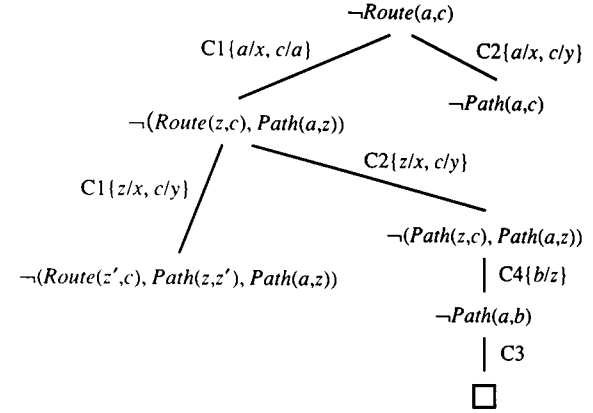 ¬Route(a,c)
C1{a/x, c/a}
C2{a/x, c/y}
¬Path(a,c)
¬(Route(z,c), Path(a,z))
C2{z/x, c/y}
C1{z/x, c/y}
¬(Path(z,c), Path(a,z))
¬(Route(z′,c), Path(z,z′), Path(a,z))
C4{b/z}
¬Path(a,b)
C3